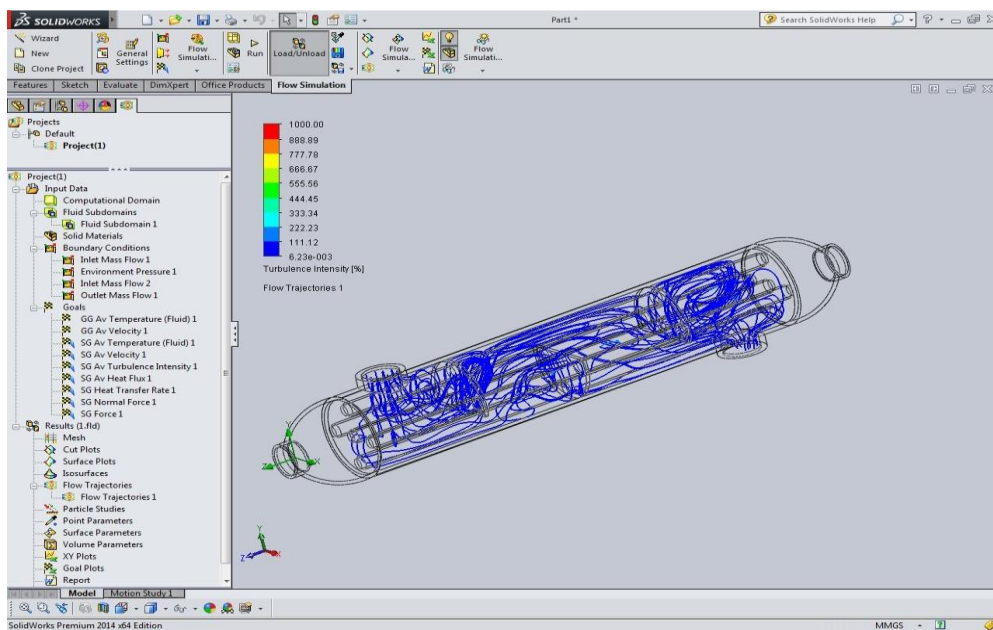 SOLIDWORKS
Part1 *
Search SolidWorks Help
Wizard
New
Clone Project
General Settings
Flow Simulati...
Run
Load/Unload
Flow Simula...
Flow Simulati...
Features Sketch Evaluate DimXpert Office Products Flow Simulation
Projects
Default
Project(1)
Project(1)
Input Data
Computational Domain
Fluid Subdomains
Fluid Subdomain 1
Solid Materials
Boundary Conditions
Inlet Mass Flow 1
Environment Pressure 1
Inlet Mass Flow 2
Outlet Mass Flow 1
Goals
GG Av Temperature (Fluid) 1
GG Av Velocity 1
SG Av Temperature (Fluid) 1
SG Av Velocity 1
SG Av Turbulence Intensity 1
SG Av Heat Flux 1
SG Heat Transfer Rate 1
SG Normal Force 1
SG Force 1
Results (1.fld)
Mesh
Cut Plots
Surface Plots
Isosurfaces
Flow Trajectories
Flow Trajectories 1
Particle Studies
Point Parameters
Surface Parameters
Volume Parameters
XY Plots
Goal Plots
Report
1000.00
888.89
777.78
666.67
555.56
444.45
333.34
222.23
111.12
6.23e-003
Turbulence Intensity [%]
Flow Trajectories 1
Y
Z
X
Y
Z
X
Model Motion Study 1
SolidWorks Premium 2014 x64 Edition
MMGS